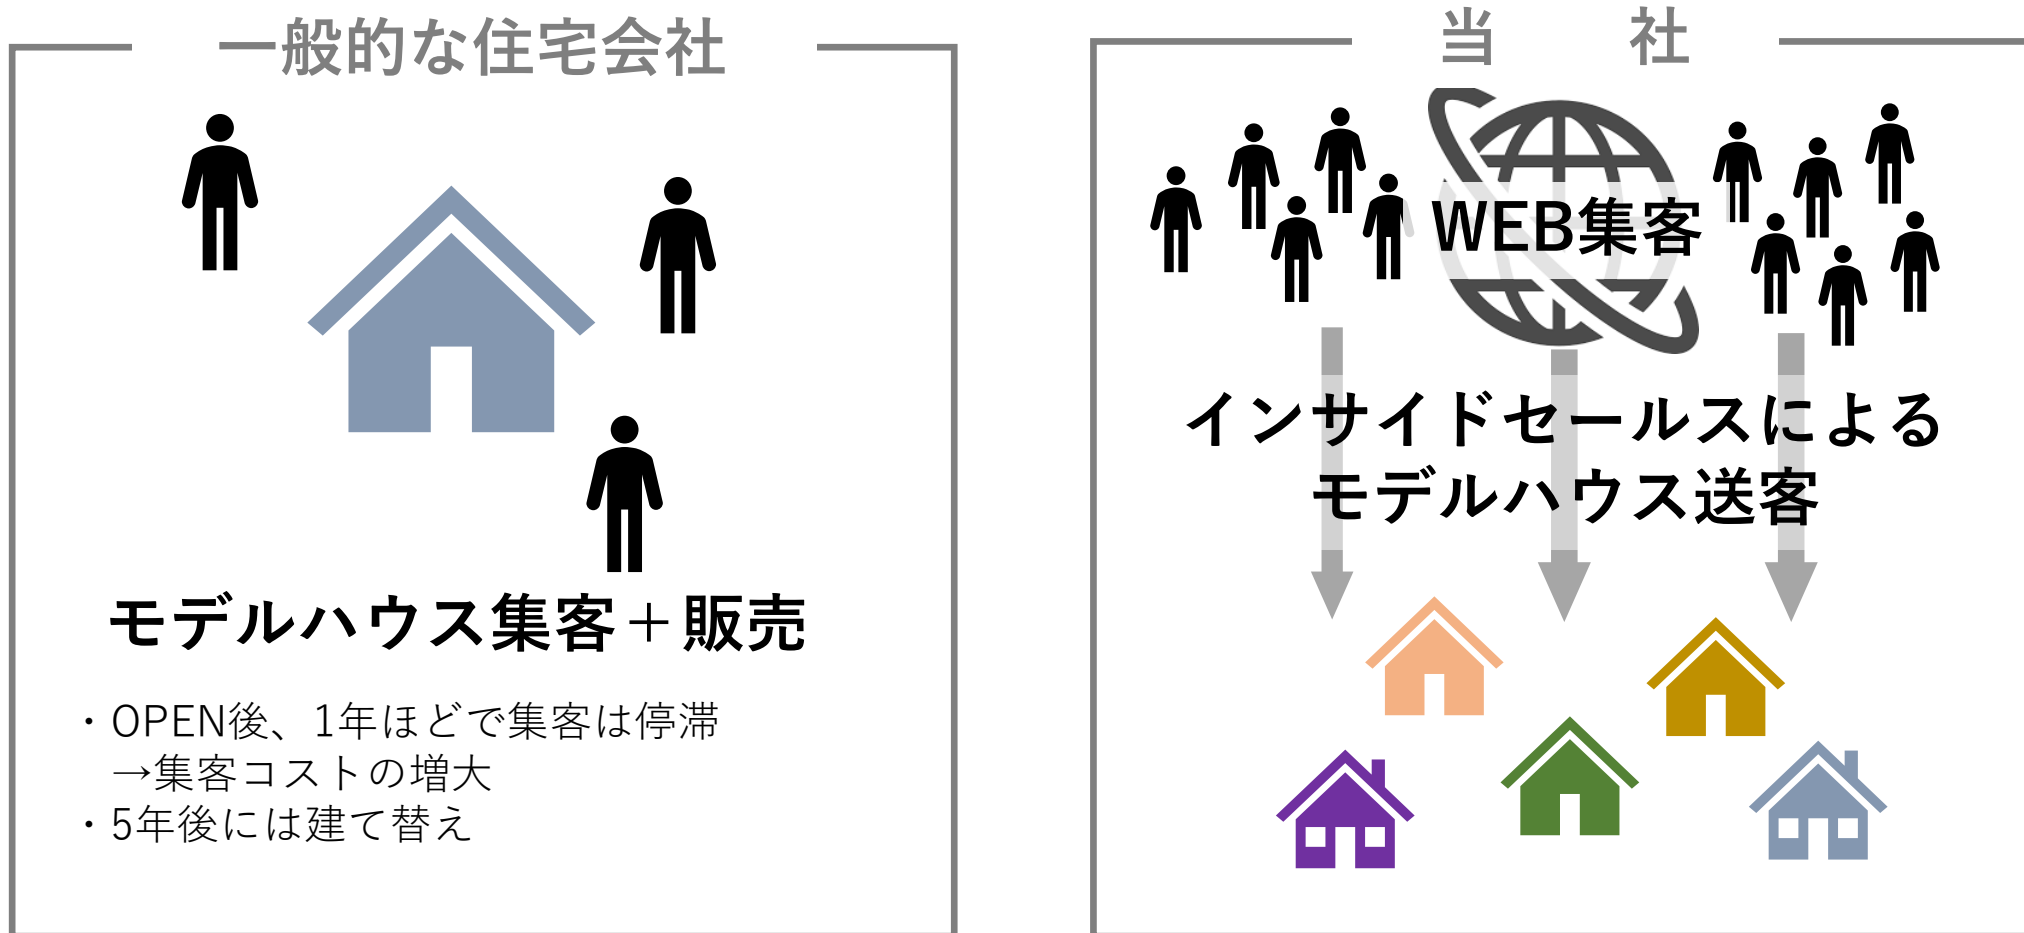 一般的な住宅会社
モデルハウス集客＋販売
・OPEN後、1年ほどで集客は停滞
→集客コストの増大
・5年後には建て替え
当　社
WEB集客
インサイドセールスによる
モデルハウス送客